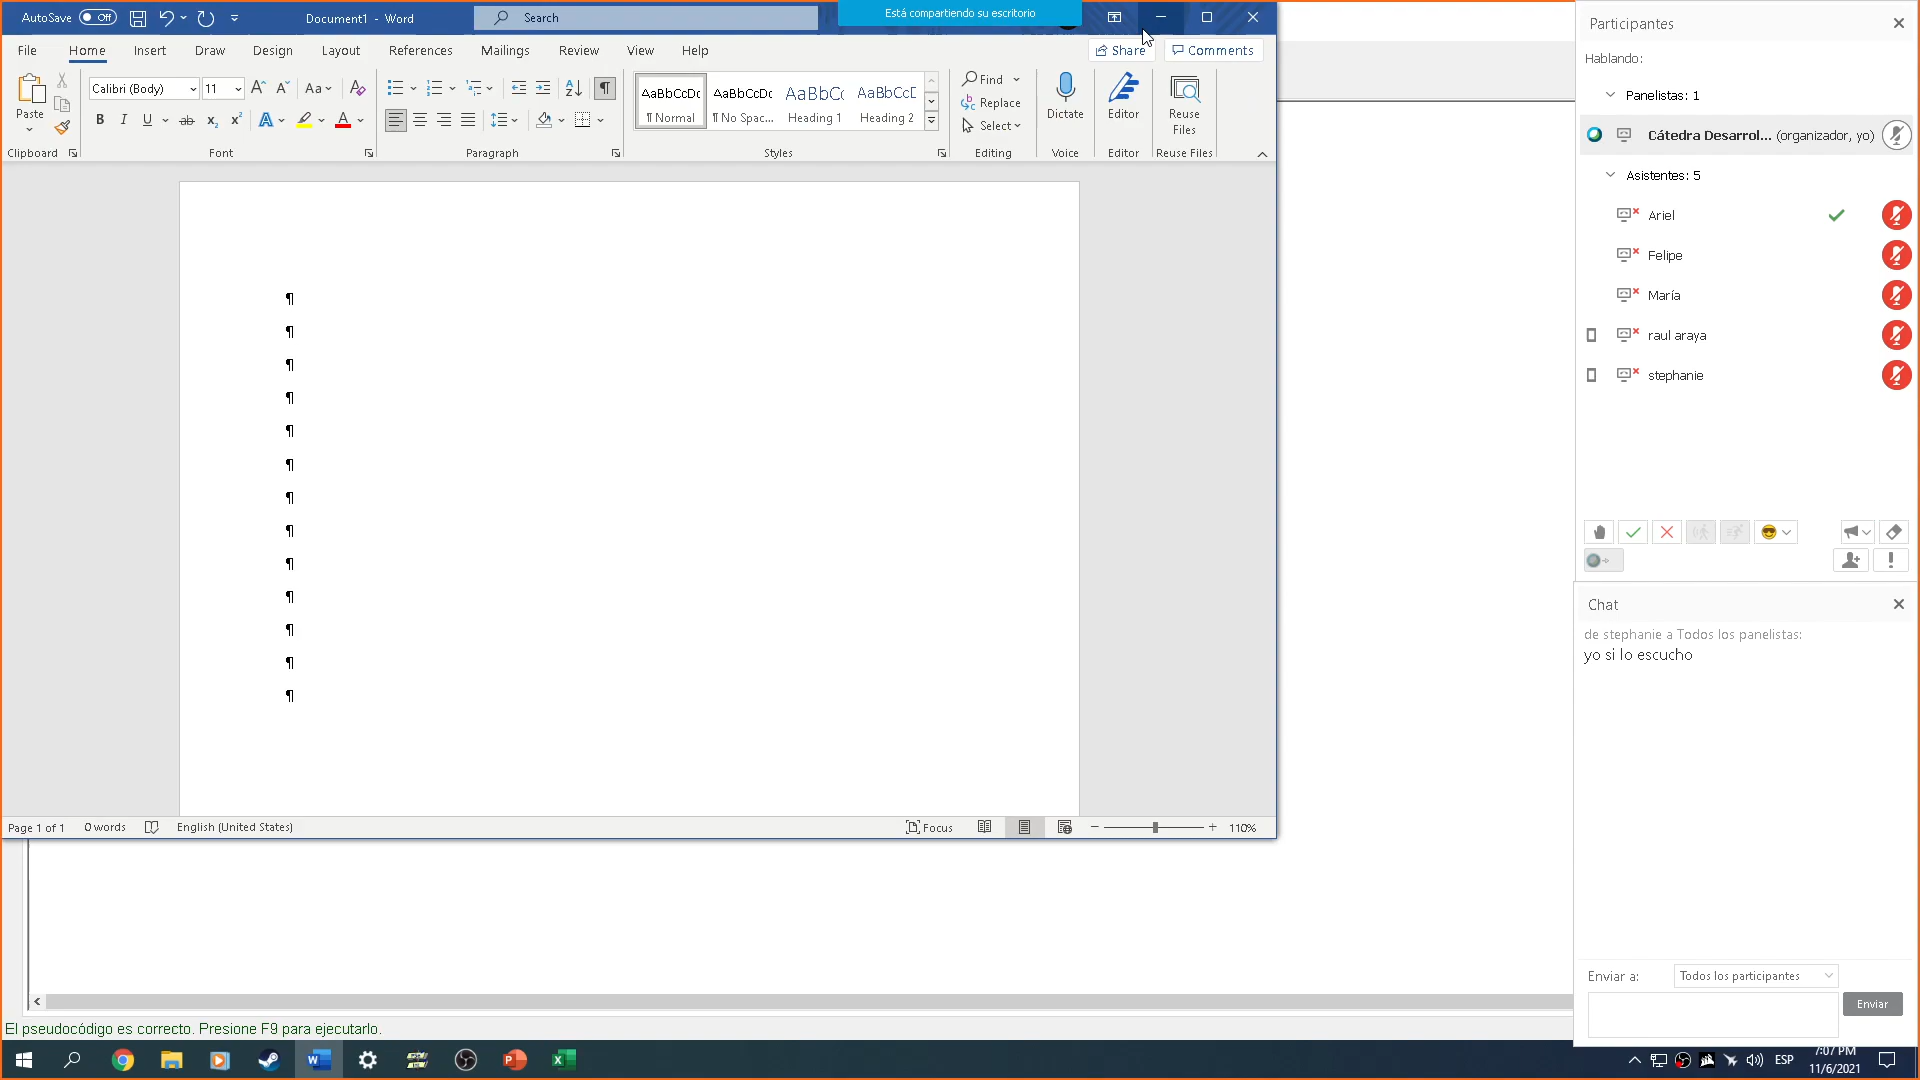 AutoSave Off Document1 - Word Search Está compartiendo su escritorio
File Home Insert Draw Design Layout References Mailings Review View Help Share Comments
Paste
Calibri (Body) 11 Aa
B I U ab x₂ x² A A
¶
AaBbCcDc AaBbCcDc AaBbCc AaBbCcD
¶ Normal ¶ No Spac... Heading 1 Heading 2
Find
Replace
Select
Dictate
Editor
Reuse
Files
Clipboard Font Paragraph Styles Editing Voice Editor Reuse Files
¶
¶
¶
¶
¶
¶
¶
¶
¶
¶
¶
¶
¶
Page 1 of 1 0 words English (United States) Focus 110%
El pseudocódigo es correcto. Presione F9 para ejecutarlo.
Participantes
Hablando:
Panelistas: 1
Cátedra Desarrol... (organizador, yo)
Asistentes: 5
Ariel
Felipe
María
raul araya
stephanie
Chat
de stephanie a Todos los panelistas:
yo si lo escucho
Enviar a: Todos los participantes
Enviar
ESP 7:07 PM
11/6/2021